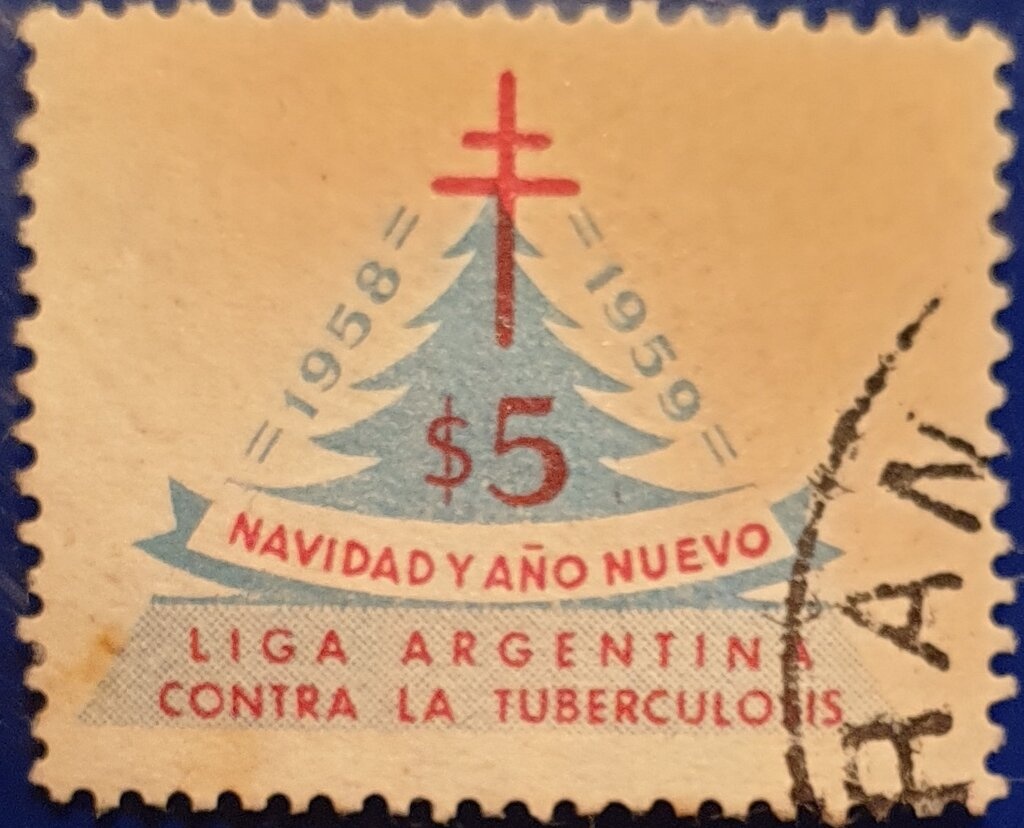 =1958=
=1959=
$5
NAVIDAD Y AÑO NUEVO
LIGA ARGENTINA
CONTRA LA TUBERCULOSIS